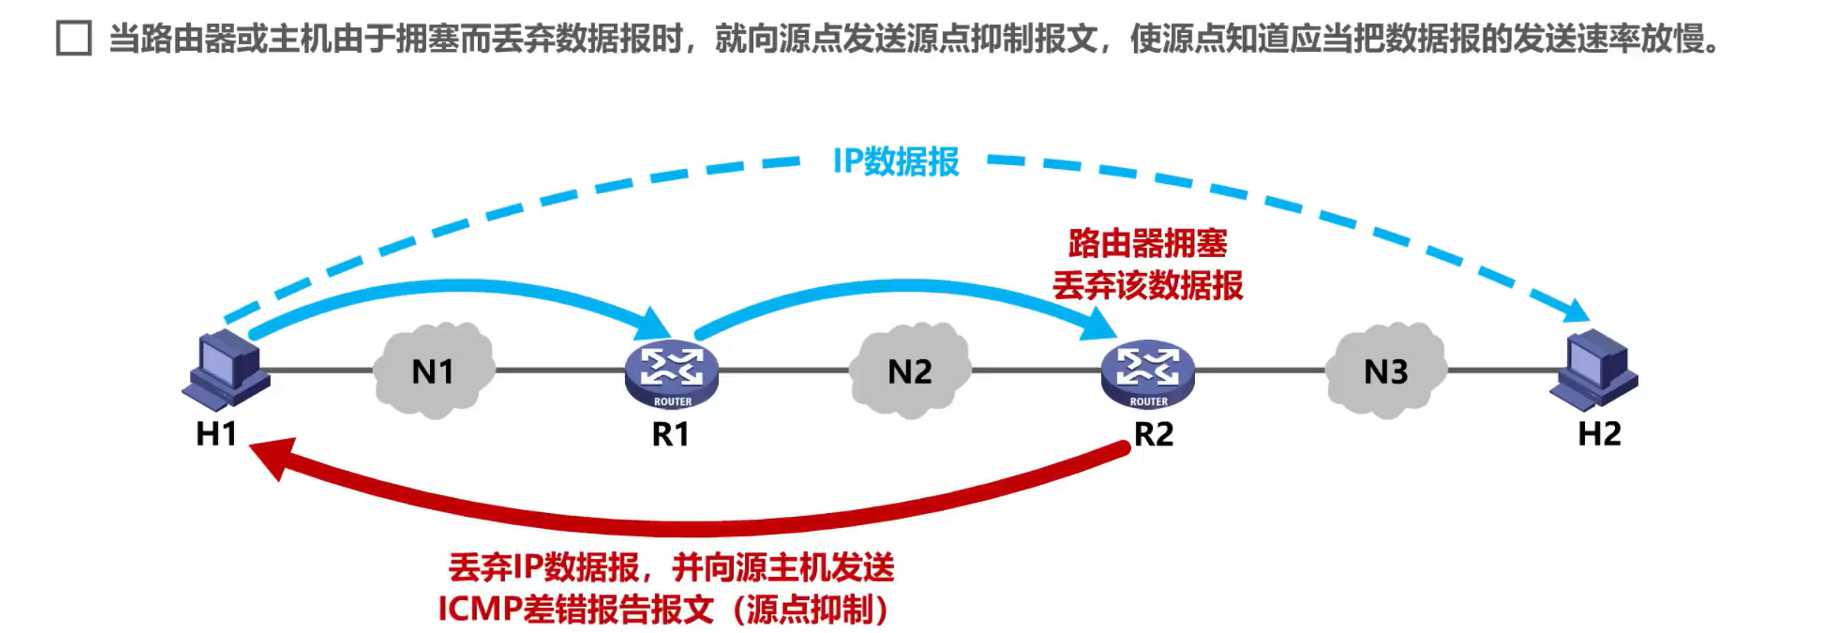 当路由器或主机由于拥塞而丢弃数据报时，就向源点发送源点抑制报文，使源点知道应当把数据报的发送速率放慢。
IP数据报
路由器拥塞
丢弃该数据报
N1
N2
N3
ROUTER
ROUTER
H1
R1
R2
H2
丢弃IP数据报，并向源主机发送
ICMP差错报告报文（源点抑制）